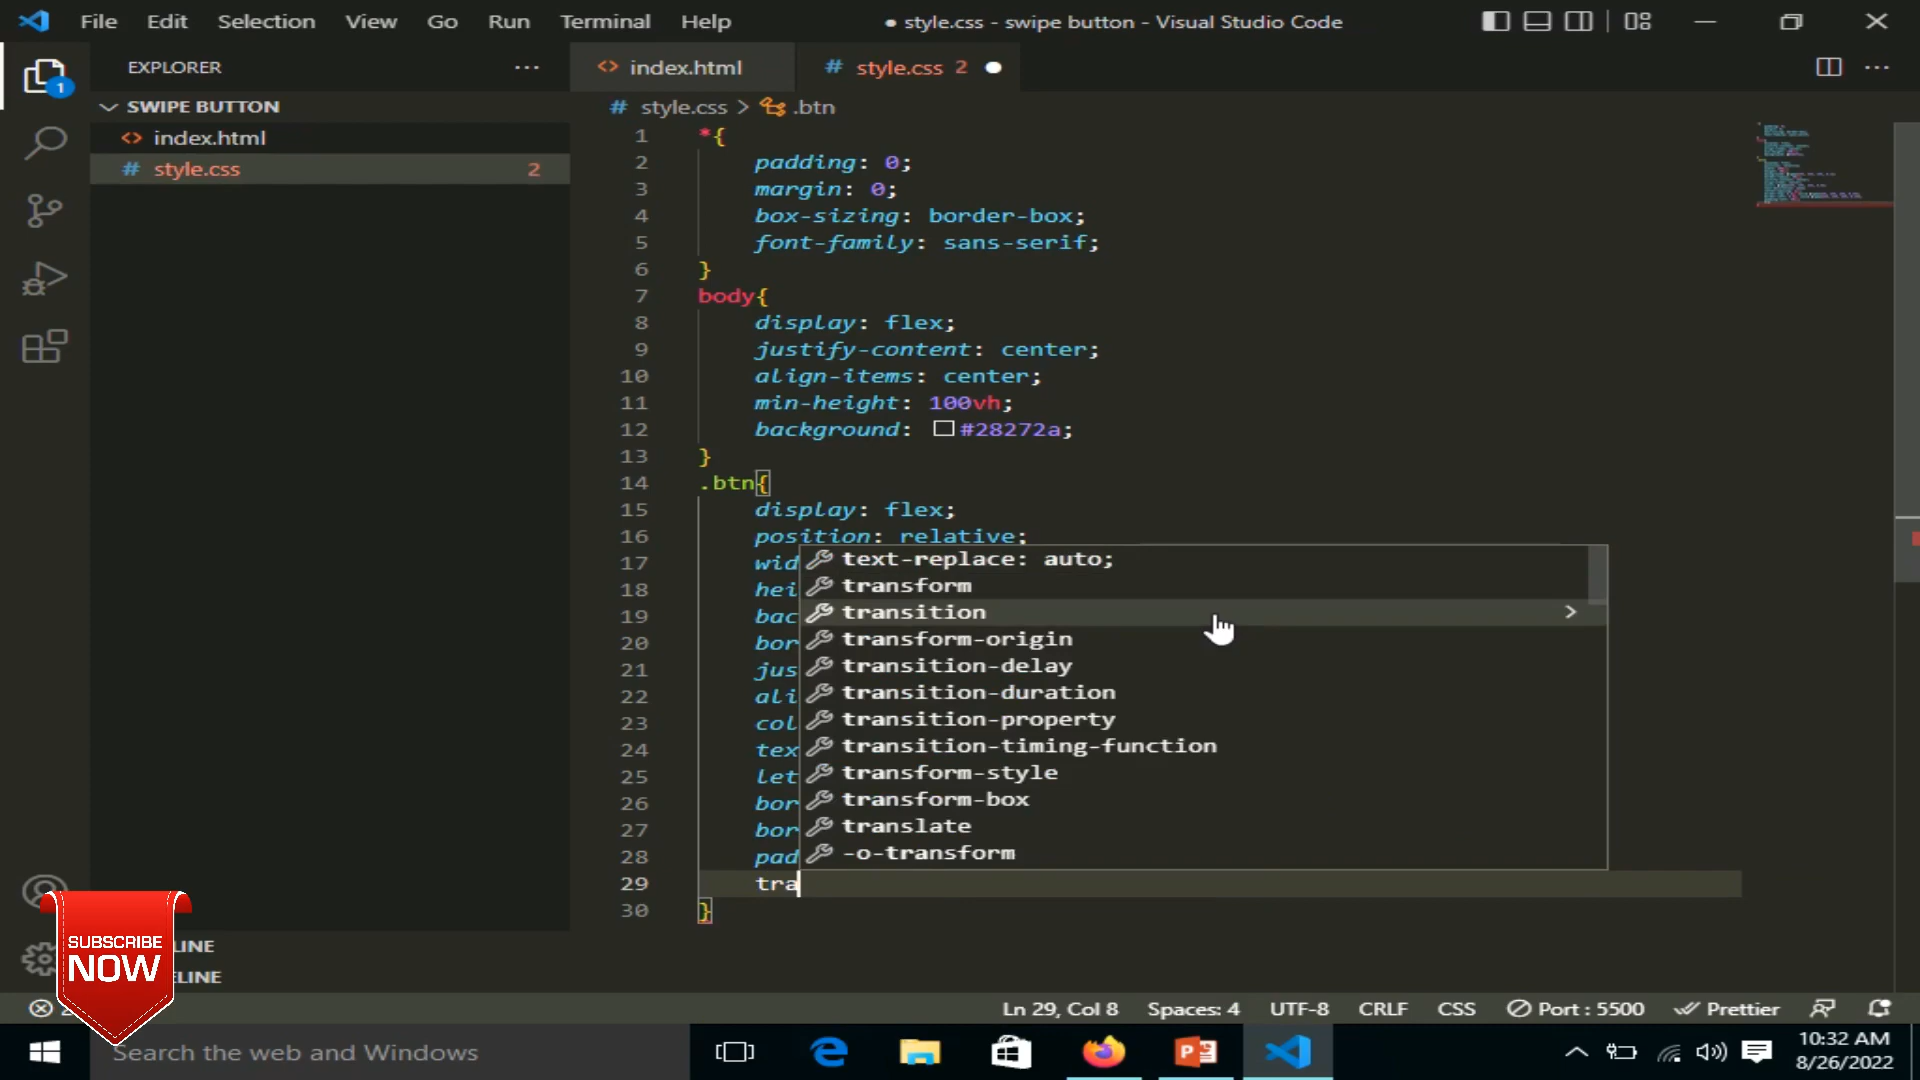 File Edit Selection View Go Run Terminal Help
● style.css - swipe button - Visual Studio Code
EXPLORER
SWIPE BUTTON
<> index.html
# style.css 2
<> index.html
# style.css 2
# style.css > .btn
1 *{
2 padding: 0;
3 margin: 0;
4 box-sizing: border-box;
5 font-family: sans-serif;
6 }
7 body{
8 display: flex;
9 justify-content: center;
10 align-items: center;
11 min-height: 100vh;
12 background: #28272a;
13 }
14 .btn{
15 display: flex;
16 position: relative;
17 wid
18 hei
19 bac
20 bor
21 jus
22 ali
23 col
24 tex
25 let
26 bor
27 bor
28 pad
29 tra
30 }
text-replace: auto;
transform
transition
transform-origin
transition-delay
transition-duration
transition-property
transition-timing-function
transform-style
transform-box
translate
-o-transform
1
LINE
ELINE
SUBSCRIBE
NOW
Ln 29, Col 8 Spaces: 4 UTF-8 CRLF CSS Port : 5500 Prettier
Search the web and Windows
10:32 AM
8/26/2022